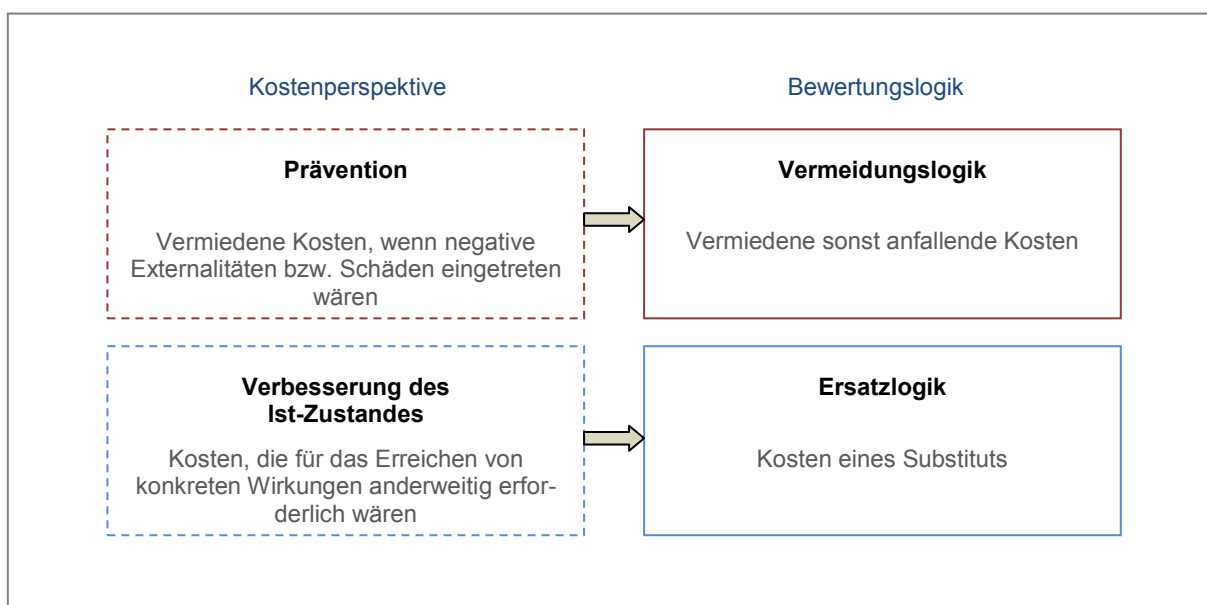 Kostenperspektive
Bewertungslogik
Prävention
Vermiedene Kosten, wenn negative
Externalitäten bzw. Schäden eingetreten
wären
Vermeidungslogik
Vermiedene sonst anfallende Kosten
Verbesserung des
Ist-Zustandes
Kosten, die für das Erreichen von
konkreten Wirkungen anderweitig erfor-
derlich wären
Ersatzlogik
Kosten eines Substituts